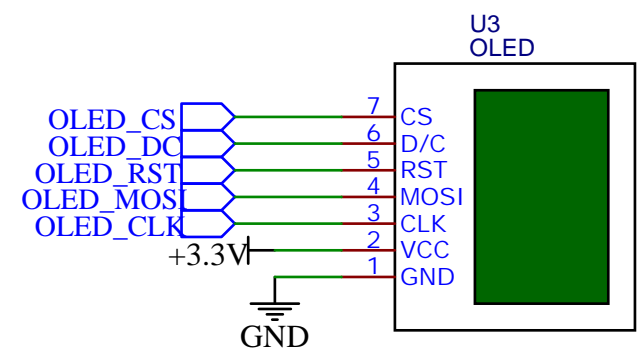 U3
OLED
OLED_CS 7 CS
OLED_DC 6 D/C
OLED_RST 5 RST
OLED_MOSI 4 MOSI
OLED_CLK 3 CLK
+3.3V 2 VCC
1 GND
GND